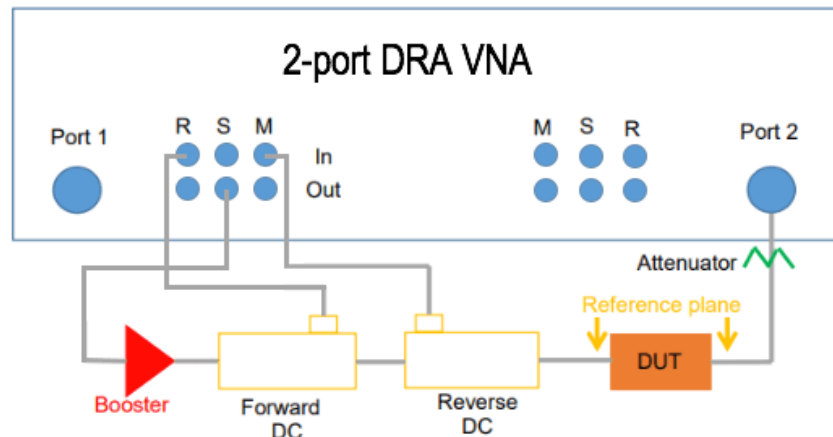 2-port DRA VNA
Port 1
R S M
In
Out
M S R
Port 2
Attenuator
Reference plane
DUT
Booster
Forward
DC
Reverse
DC